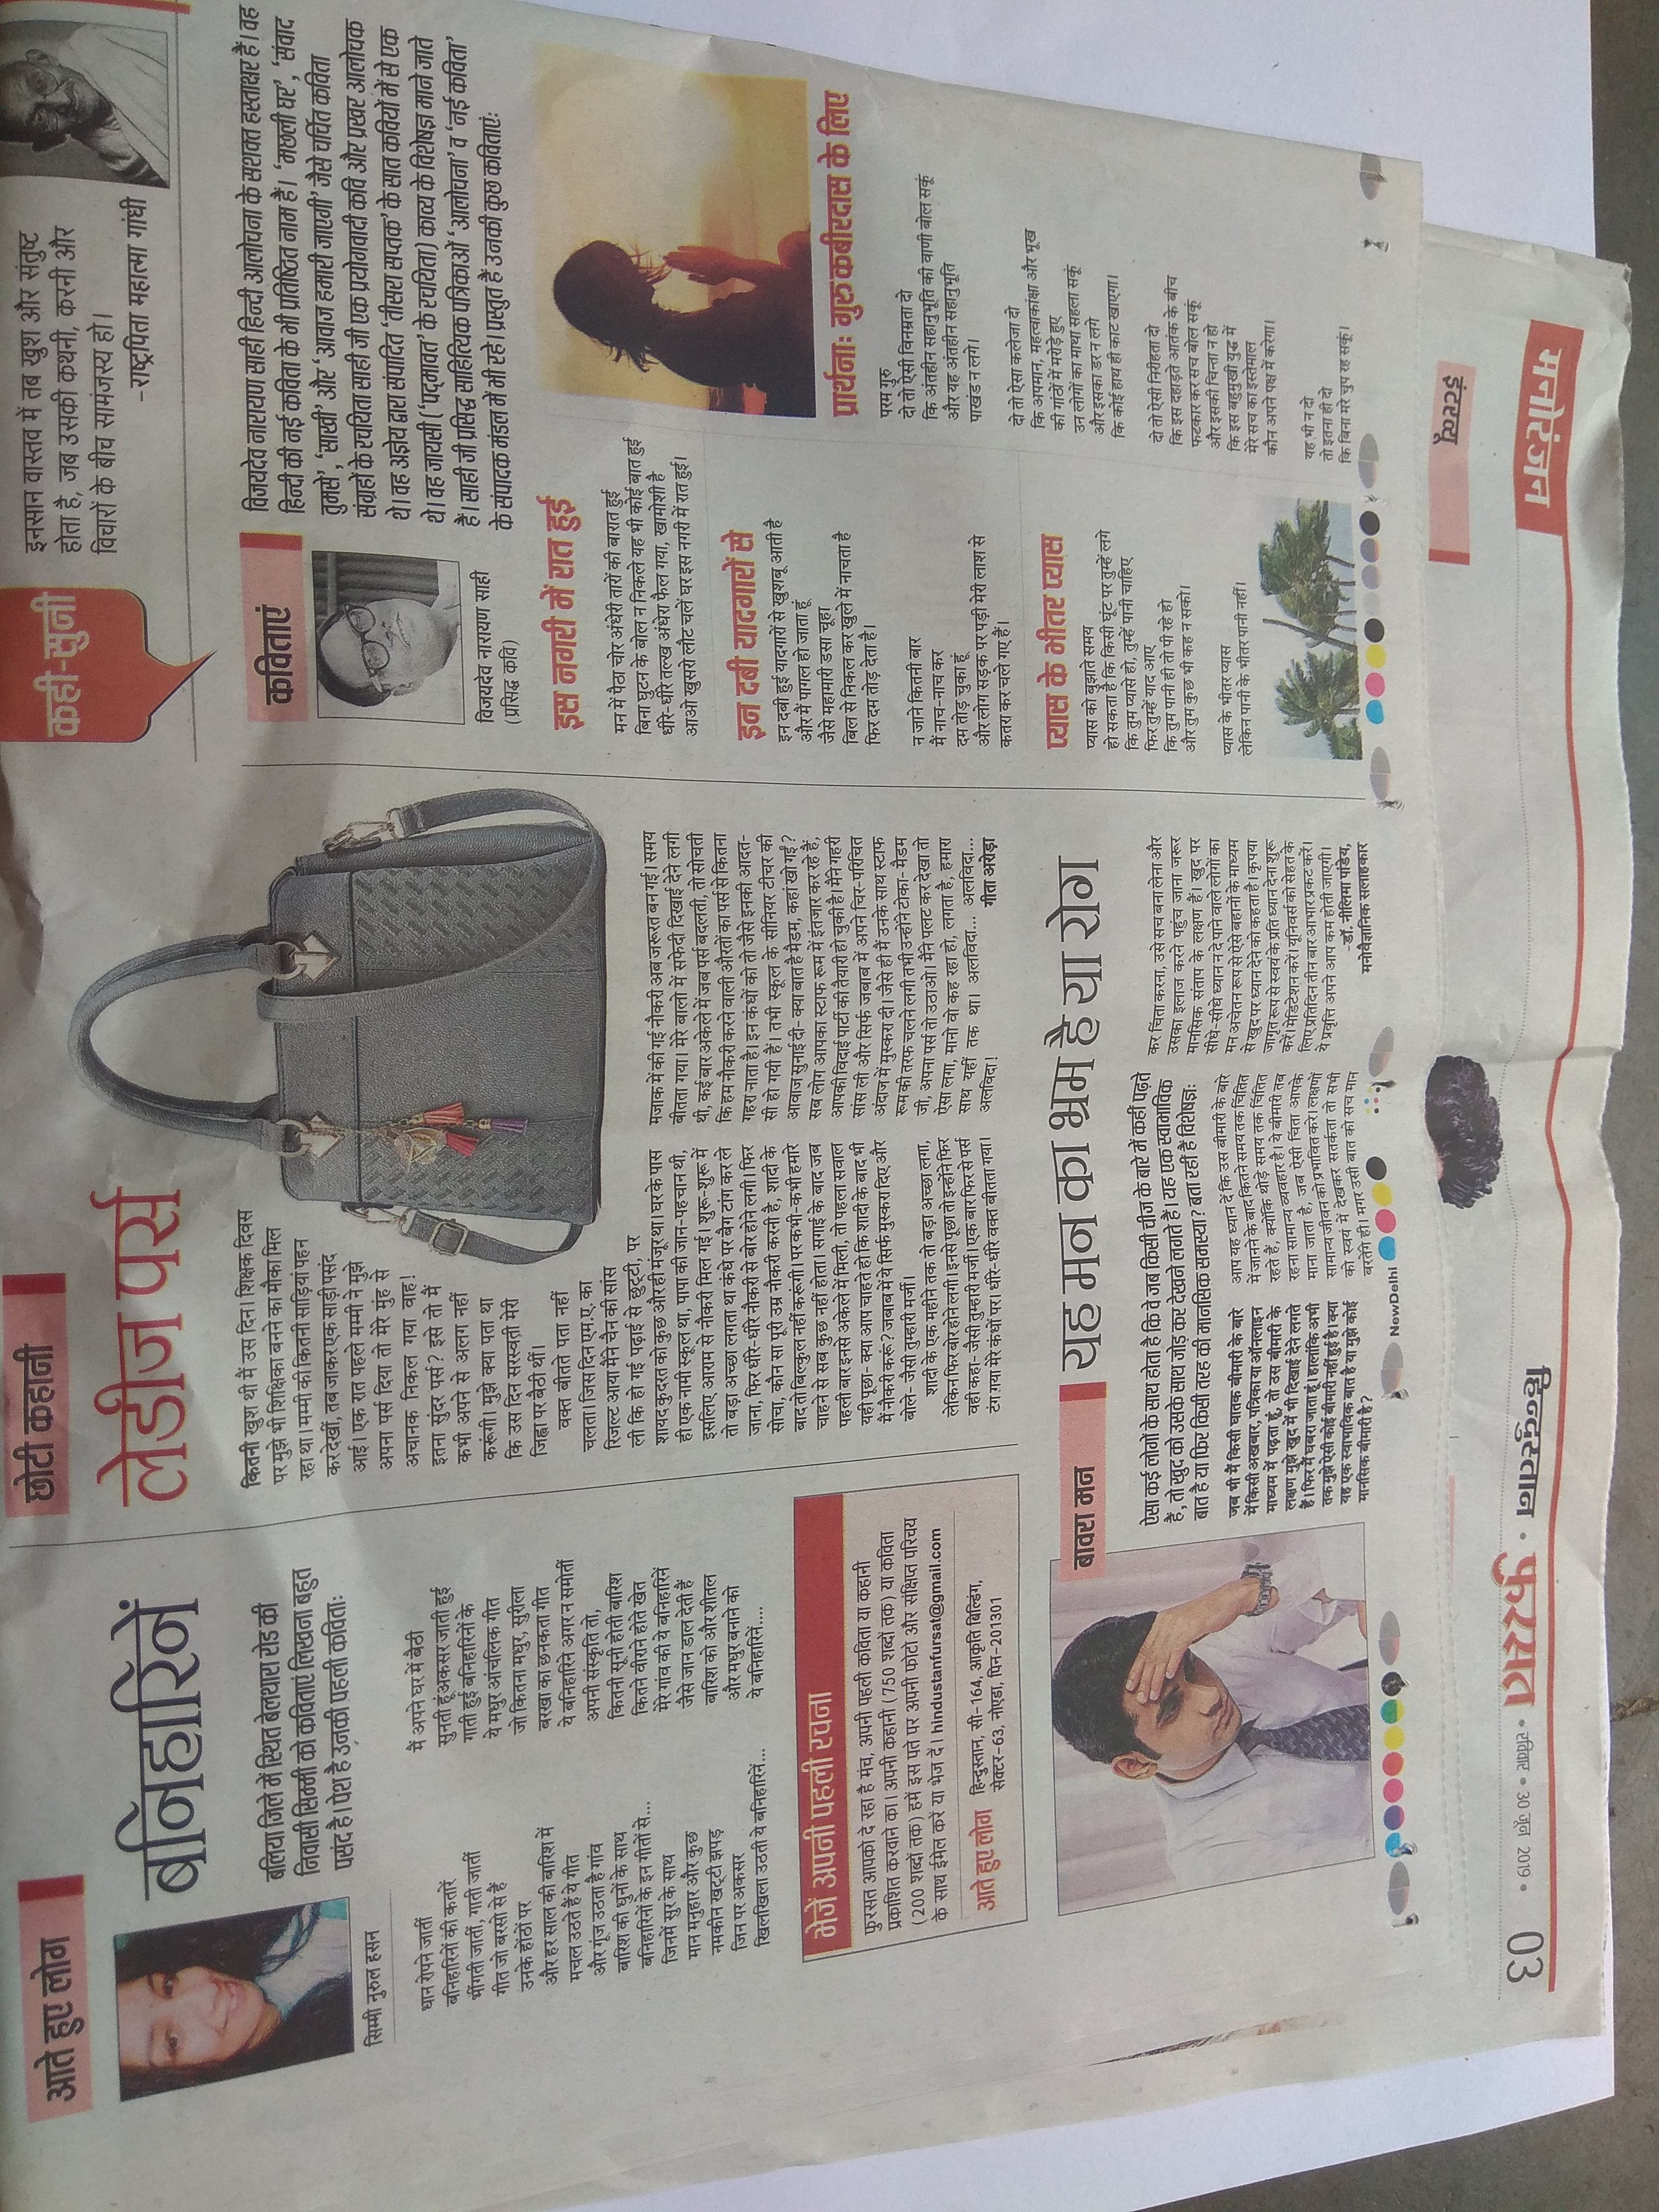 कही-सुनी
इनसान वास्तव में तब खुश और संतुष्ट
होता है, जब उसकी कथनी, करनी और
विचारों के बीच सामंजस्य हो।
-राष्ट्रपिता महात्मा गांधी
आते हुए लोग
बनिहारिनें
सिम्मी नुरुल हसन
बलिया जिले में स्थित बेलथारा रोड की
निवासी सिम्मी को कविताएं लिखना बहुत
पसंद है। पेश है उनकी पहली कविताः
धान रोपने जातीं
बनिहारिनों की कतारें
भींगती जातीं, गाती जातीं
गीत जो बरसों से हैं
उनके होंठों पर
और हर साल की बारिश में
मचल उठते हैं ये गीत
और गूंज उठता है गांव
बारिश की धुनों के साथ
बनिहारिनों के इन गीतों से...
जिनमें सुर के साथ
मान मनुहार और कुछ
नमकीन खट्टी झपड़
जिन पर अकसर
खिलखिला उठती ये बनिहारिनें...
मैं अपने घर में बैठी
सुनती हूं अकसर जाती हुई
गाती हुई बनिहारिनों के
ये मधुर आंचलिक गीत
जो कितना मधुर, सुरीला
बरखा का छनकता गीत
ये बनिहारिनें अगर न समोतीं
अपनी संस्कृति तो,
कितनी सूनी होती बारिश
कितने वीराने होते खेत
मेरे गांव की ये बनिहारिनें
जैसे जान डाल देती हैं
बारिश को और शीतल
और मधुर बनाने को
ये बनिहारिनें....
भेजें अपनी पहली रचना
फुरसत आपको दे रहा है मंच, अपनी पहली कविता या कहानी
प्रकाशित करवाने का। अपनी कहानी (750 शब्दों तक) या कविता
(200 शब्दों तक) हमें इस पते पर अपनी फोटो और संक्षिप्त परिचय
के साथ ईमेल करें या भेज दें। hindustanfursat@gmail.com
आते हुए लोग
हिन्दुस्तान, सी-164, आकृति बिल्डिंग,
सेक्टर-63, नोएडा, पिन-201301
छोटी कहानी
लेडीज पर्स
कितनी खुश थी मैं उस दिन। शिक्षक दिवस
पर मुझे भी शिक्षिका बनने का मौका मिल
रहा था। मम्मी की कितनी साड़ियां पहन
कर देखीं, तब जाकर एक साड़ी पसंद
आई। एक रात पहले मम्मी ने मुझे
अपना पर्स दिया तो मेरे मुंह से
अचानक निकल गया वाह!
इतना सुंदर पर्स? इसे तो मैं
कभी अपने से अलग नहीं
करूंगी। मुझे क्या पता था
कि उस दिन सरस्वती मेरी
जिह्वा पर बैठी थीं।
वक्त बीतते पता नहीं
चलता। जिस दिन एम.ए. का
रिजल्ट आया मैंने चैन की सांस
ली कि हो गई पढ़ाई से छुट्टी, पर
शायद कुदरत को कुछ और ही मंजूर था। घर के पास
ही एक नामी स्कूल था, पापा की जान-पहचान थी,
इसलिए आराम से नौकरी मिल गई। शुरू-शुरू में
तो बड़ा अच्छा लगता था कंधे पर बैग टांग कर ले
जाना, फिर धीरे-धीरे नौकरी से बोर होने लगी। फिर
सोचा, कौन सा पूरी उम्र नौकरी करनी है, शादी के
बाद तो बिल्कुल नहीं करूंगी। पर कभी-कभी हमारे
चाहने से सब कुछ नहीं होता। सगाई के बाद जब
पहली बार इनसे अकेले में मिली, तो पहला सवाल
यही पूछा- क्या आप चाहते हो कि शादी के बाद भी
मैं नौकरी करूं? जवाब में ये सिर्फ मुस्करा दिए और
बोले- जैसी तुम्हारी मर्जी।
शादी के एक महीने तक तो बड़ा अच्छा लगा,
लेकिन फिर बोर होने लगी। इनसे पूछा तो इन्होंने फिर
वही कहा- जैसी तुम्हारी मर्जी। एक बार फिर से पर्स
टंग गया मेरे कंधों पर। धीरे-धीरे वक्त बीतता गया।
मजाक में की गई नौकरी अब जरूरत बन गई। समय
बीतता गया। मेरे बालों में सफेदी दिखाई देने लगी
थी, कई बार अकेले में जब पर्स बदलती, तो सोचती
कि हम नौकरी करने वाली औरतों का पर्स से कितना
गहरा नाता है। इन कंधों को तो जैसे इनकी आदत-
सी हो गयी है। तभी स्कूल के सीनियर टीचर की
आवाज सुनाई दी- क्या बात है मैडम, कहां खो गईं?
सब लोग आपका स्टाफ रूम में इंतजार कर रहे हैं,
आपकी विदाई पार्टी की तैयारी हो चुकी है। मैंने गहरी
सांस ली और सिर्फ जवाब में अपने चिर-परिचित
अंदाज में मुस्करा दी। जैसे ही मैं उनके साथ स्टाफ
रूम की तरफ चलने लगी तभी उन्होंने टोका- मैडम
जी, अपना पर्स तो उठाओ। मैंने पलट कर देखा तो
ऐसा लगा, मानो वो कह रहा हो, लगता है, हमारा
साथ यहीं तक था। अलविदा... अलविदा...
अलविदा!
गीता अरोड़ा
बावरा मन
यह मन का भ्रम है या रोग
ऐसा कई लोगों के साथ होता है कि वे जब किसी चीज के बारे में कहीं पढ़ते
हैं, तो खुद को उसके साथ जोड़ कर देखने लगते हैं। यह एक स्वाभाविक
बात है या फिर किसी तरह की मानसिक समस्या? बता रही हैं विशेषज्ञः
जब भी मैं किसी घातक बीमारी के बारे
में किसी अखबार, पत्रिका या ऑनलाइन
माध्यम में पढ़ता हूं, तो उस बीमारी के
लक्षण मुझे खुद में भी दिखाई देने लगते
हैं। फिर मैं घबरा जाता हूं। हालांकि अभी
तक मुझे ऐसी कोई बीमारी नहीं हुई है। क्या
यह एक स्वाभाविक बात है या मुझे कोई
मानसिक बीमारी है?
आप यह ध्यान दें कि उस बीमारी के बारे
में जानने के बाद कितने समय तक चिंतित
रहते हैं, क्योंकि थोड़े समय तक चिंतित
रहना सामान्य व्यवहार है। ये बीमारी तब
माना जाता है, जब ऐसी चिंता आपके
सामान्य जीवन को प्रभावित करे। लक्षणों
को स्वयं में देखकर सतर्कता तो सभी
बरतेंगे ही। मगर उसी बात को सच मान
कर चिंता करना, उसे सच बना लेना और
उसका इलाज करने पहुंच जाना जरूर
मानसिक संताप के लक्षण हैं। खुद पर
सीधे-सीधे ध्यान न दे पाने वाले लोगों का
मन अचेतन रूप से ऐसे बहानों के माध्यम
से खुद पर ध्यान देने को कहता है। कृपया
जागृत रूप से स्वयं के प्रति ध्यान देना शुरू
करें। मेडिटेशन करें। यूनिवर्स को सेहत के
लिए प्रतिदिन तीन बार आभार प्रकट करें।
ये प्रवृत्ति अपने आप कम होती जाएगी।
-डॉ. नीलिमा पांडेय,
मनोवैज्ञानिक सलाहकार
कविताएं
विजयदेव नारायण साही
(प्रसिद्ध कवि)
विजयदेव नारायण साही हिन्दी आलोचना के सशक्त हस्ताक्षर हैं। वह
हिन्दी की नई कविता के भी प्रतिष्ठित नाम हैं। ‘मछली घर’, ‘संवाद
तुमसे’, ‘साखी’ और ‘आवाज हमारी जाएगी’ जैसे चर्चित कविता
संग्रहों के रचयिता साही जी एक प्रयोगवादी कवि और प्रखर आलोचक
थे। वह अज्ञेय द्वारा संपादित ‘तीसरा सप्तक’ के सात कवियों में से एक
थे। वह जायसी (‘पद्मावत’ के रचयिता) काव्य के विशेषज्ञ माने जाते
हैं। साही जी प्रसिद्ध साहित्यिक पत्रिकाओं ‘आलोचना’ व ‘नई कविता’
के संपादक मंडल में भी रहे। प्रस्तुत हैं उनकी कुछ कविताएं:
इस नगरी में रात हुई
मन में पैठा चोर अंधेरी तारों की बारात हुई
बिना घुटन के बोल न निकले यह भी कोई बात हुई
धीरे-धीरे तल्ख अंधेरा फैल गया, खामोशी है
आओ खुसरो लौट चलें घर इस नगरी में रात हुई।
इन दबी यादगारों से
इन दबी हुई यादगारों से खुशबू आती है
और मैं पागल हो जाता हूं
जैसे महामारी डसा चूहा
बिल से निकल कर खुले में नाचता है
फिर दम तोड़ देता है।
न जाने कितनी बार
मैं नाच-नाच कर
दम तोड़ चुका हूं
और लोग सड़क पर पड़ी मेरी लाश से
कतरा कर चले गए हैं।
प्यास के भीतर प्यास
प्यास को बुझाते समय
हो सकता है कि किसी घूंट पर तुम्हें लगे
कि तुम प्यासे हो, तुम्हें पानी चाहिए
फिर तुम्हें याद आए
कि तुम पानी ही तो पी रहे हो
और तुम कुछ भी कह न सको।
प्यास के भीतर प्यास
लेकिन पानी के भीतर पानी नहीं।
प्रार्थनाः गुरु कबीरदास के लिए
परम गुरु
दो तो ऐसी विनम्रता दो
कि अंतहीन सहानुभूति की वाणी बोल सकूं
और यह अंतहीन सहानुभूति
पाखंड न लगे।
दो तो ऐसा कलेजा दो
कि अपमान, महत्वाकांक्षा और भूख
की गांठों में मरोड़े हुए
उन लोगों का माथा सहला सकूं
और इसका डर न लगे
कि कोई हाथ ही काट खाएगा।
दो तो ऐसी निरीहता दो
कि इस दहाड़ते आतंक के बीच
फटकार कर सच बोल सकूं
और इसकी चिन्ता न हो
कि इस बहुमुखी युद्ध में
मेरे सच का इस्तेमाल
कौन अपने पक्ष में करेगा।
यह भी न दो
तो इतना ही दो
कि बिना मरे चुप रह सकूं।
NewDelhi
03
• रविवार • 30 जून 2019 •
फुरसत • हिन्दुस्तान
मनोरंजन
इंटरव्यू